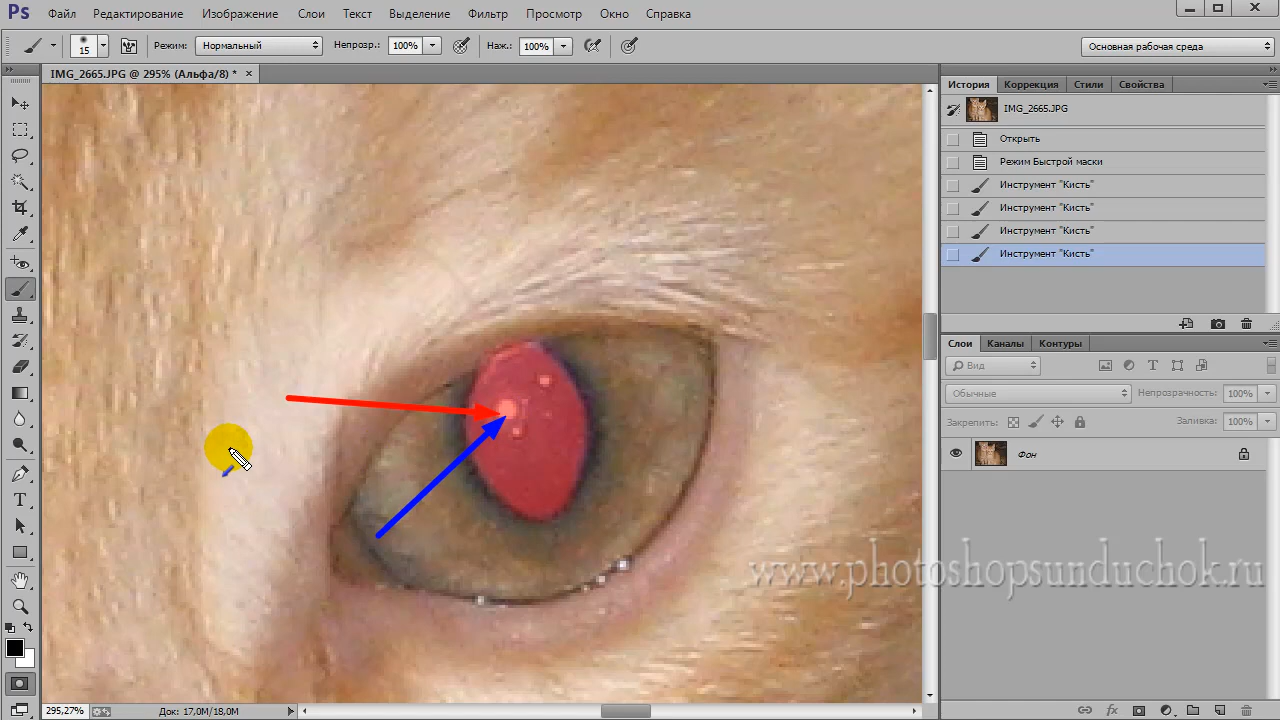 Ps Файл Редактирование Изображение Слои Текст Выделение Фильтр Просмотр Окно Справка
15 Режим: Нормальный Непрозр.: 100% Наж.: 100% Основная рабочая среда
IMG_2665.JPG @ 295% (Альфа/8) * ×
История Коррекция Стили Свойства
IMG_2665.JPG
Открыть
Режим Быстрой маски
Инструмент "Кисть"
Инструмент "Кисть"
Инструмент "Кисть"
Инструмент "Кисть"
Слои Каналы Контуры
Вид
Обычные Непрозрачность: 100%
Закрепить: Заливка: 100%
Фон
www.photoshopsunduchok.ru
295,27% Док: 17,0M/18,0M